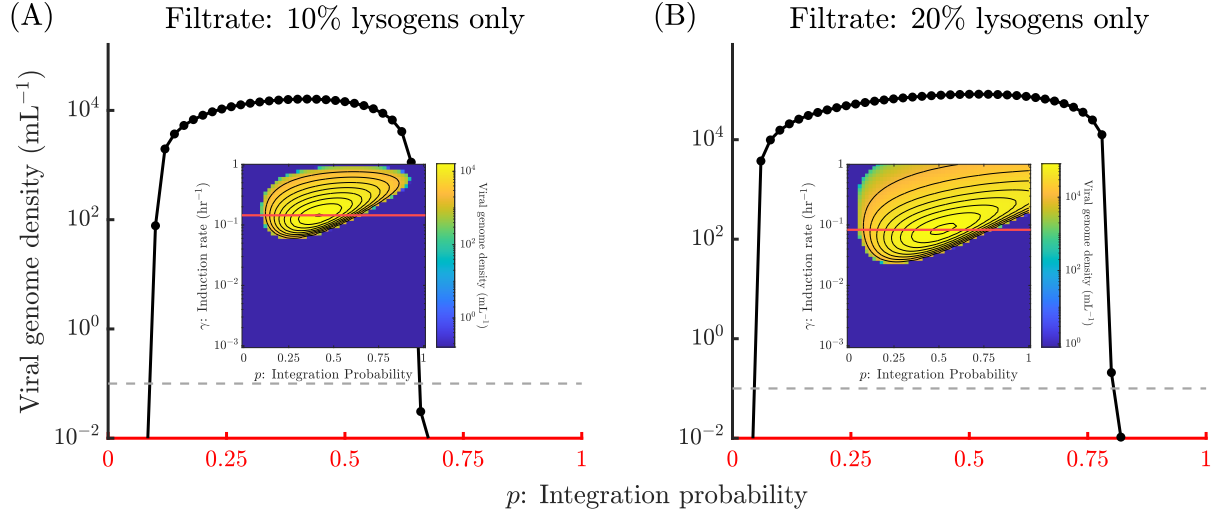 (A) Filtrate: 10% lysogens only
(B) Filtrate: 20% lysogens only
Viral genome density (mL⁻¹)
10⁴
10²
10⁰
10⁻²
0 0.25 0.5 0.75 1
γ: Induction rate (hr⁻¹)
1
10⁻¹
10⁻²
10⁻³
0 0.25 0.5 0.75 1
p: Integration Probability
10⁴
10²
10⁰
Viral genome density (mL⁻¹)
10⁴
10²
10⁰
10⁻²
0 0.25 0.5 0.75 1
γ: Induction rate (hr⁻¹)
1
10⁻¹
10⁻²
10⁻³
0 0.25 0.5 0.75 1
p: Integration Probability
10⁴
10²
10⁰
Viral genome density (mL⁻¹)
p: Integration probability